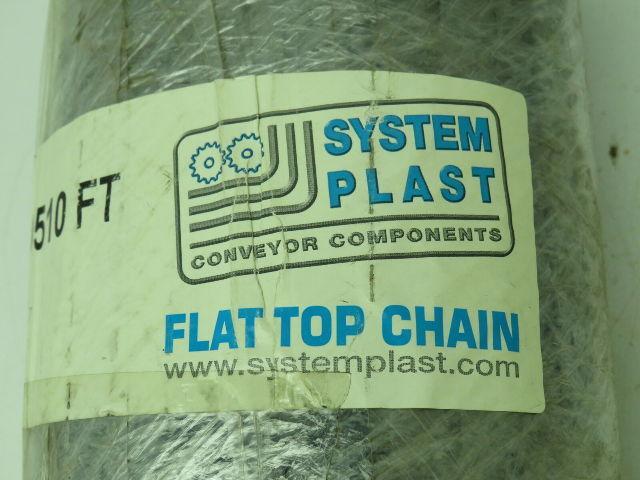 510 FT
SYSTEM
PLAST
CONVEYOR COMPONENTS
FLAT TOP CHAIN
www.systemplast.com